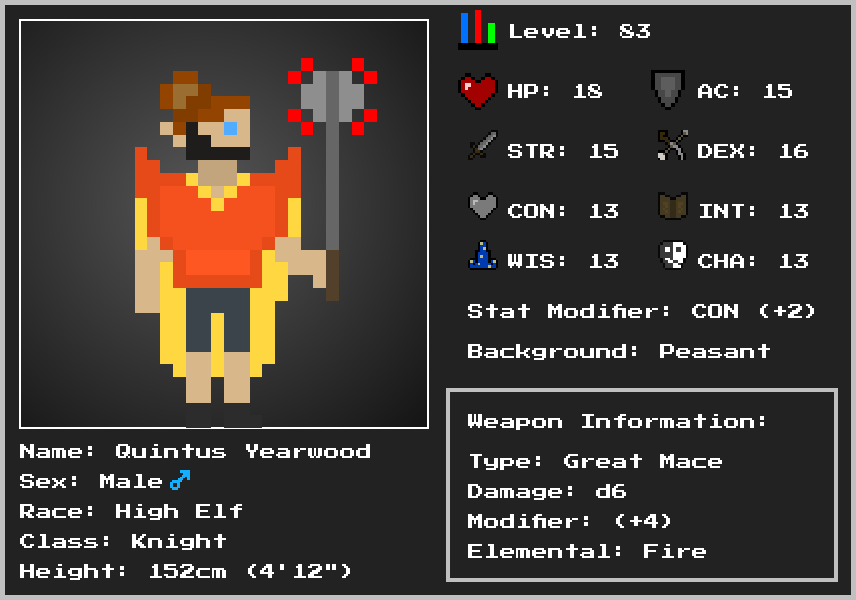 Level: 83
HP: 18
AC: 15
STR: 15
DEX: 16
CON: 13
INT: 13
WIS: 13
CHA: 13
Stat Modifier: CON (+2)
Background: Peasant
Weapon Information:
Type: Great Mace
Damage: d6
Modifier: (+4)
Elemental: Fire
Name: Quintus Yearwood
Sex: Male ♂
Race: High Elf
Class: Knight
Height: 152cm (4'12")